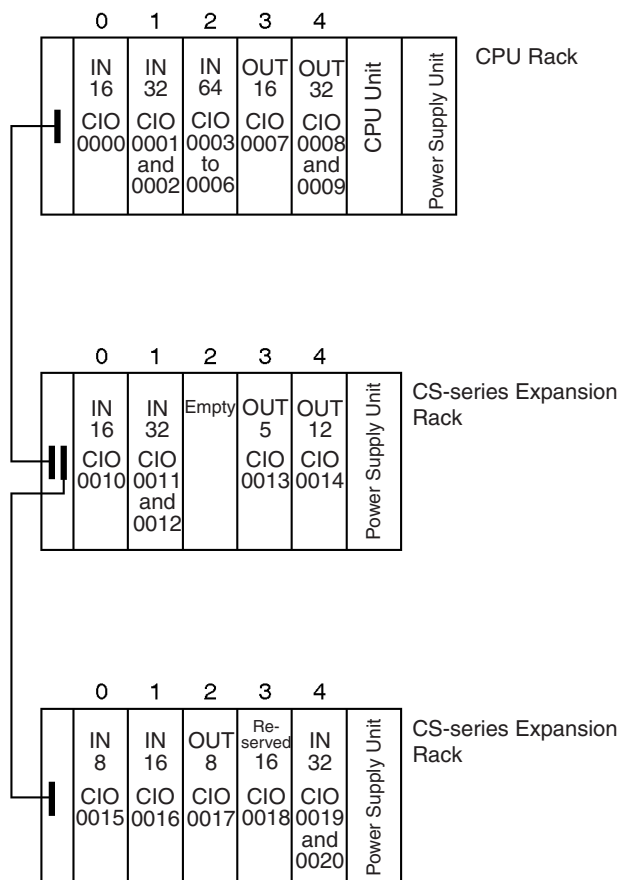 0 1 2 3 4
IN 16 CIO 0000
IN 32 CIO 0001 and 0002
IN 64 CIO 0003 to 0006
OUT 16 CIO 0007
OUT 32 CIO 0008 and 0009
CPU Unit
Power Supply Unit
CPU Rack
0 1 2 3 4
IN 16 CIO 0010
IN 32 CIO 0011 and 0012
Empty
OUT 5 CIO 0013
OUT 12 CIO 0014
Power Supply Unit
CS-series Expansion
Rack
0 1 2 3 4
IN 8 CIO 0015
IN 16 CIO 0016
OUT 8 CIO 0017
Re-served 16 CIO 0018
IN 32 CIO 0019 and 0020
Power Supply Unit
CS-series Expansion
Rack